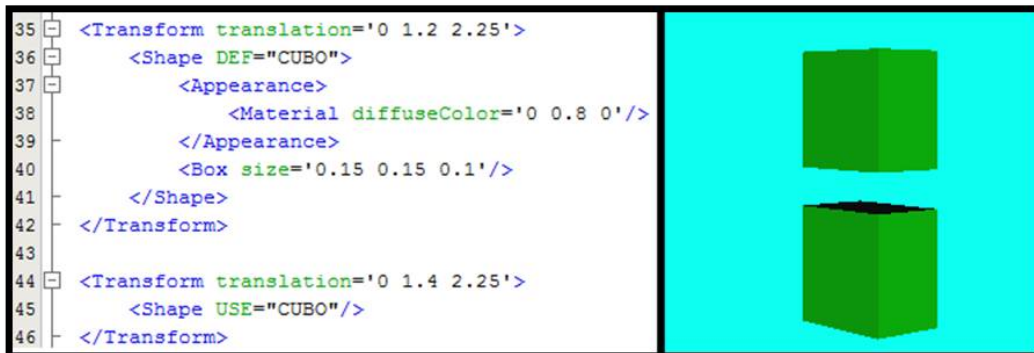 35 <Transform translation='0 1.2 2.25'>
36 <Shape DEF="CUBO">
37 <Appearance>
38 <Material diffuseColor='0 0.8 0'/>
39 </Appearance>
40 <Box size='0.15 0.15 0.1'/>
41 </Shape>
42 </Transform>
43
44 <Transform translation='0 1.4 2.25'>
45 <Shape USE="CUBO"/>
46 </Transform>